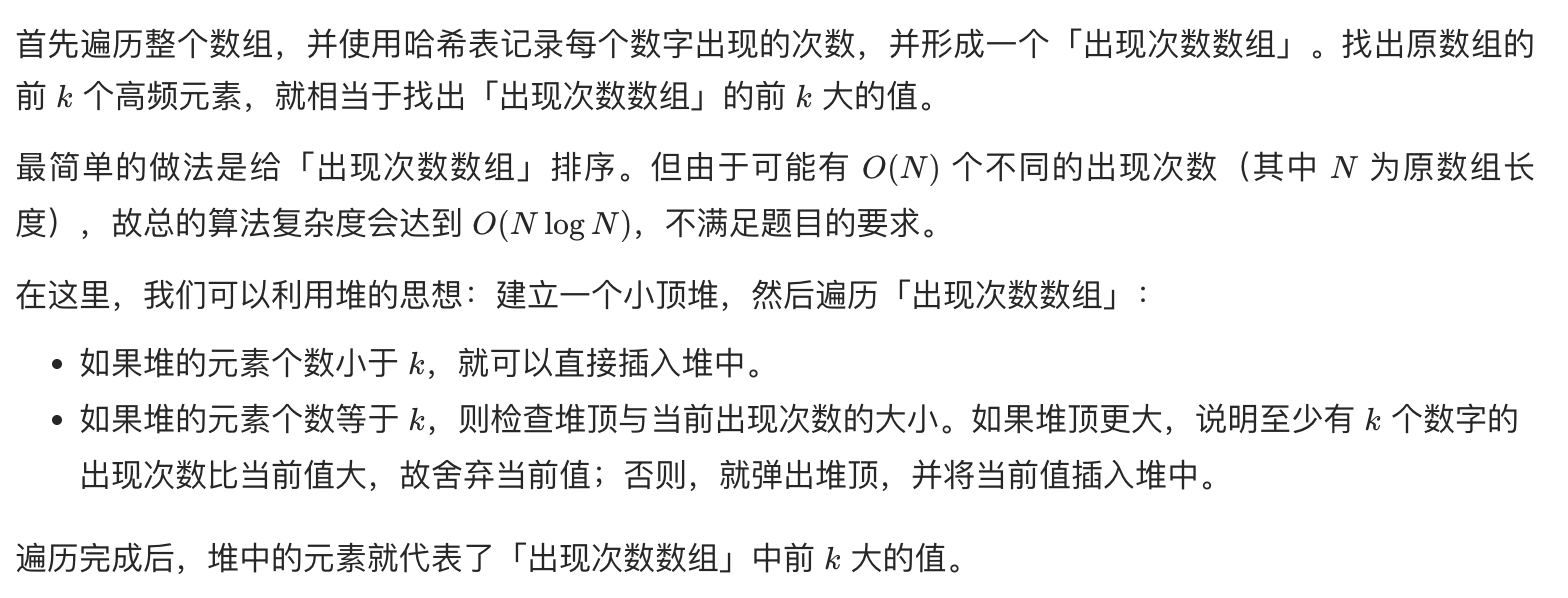 首先遍历整个数组，并使用哈希表记录每个数字出现的次数，并形成一个「出现次数数组」。找出原数组的
前 k 个高频元素，就相当于找出「出现次数数组」的前 k 大的值。
最简单的做法是给「出现次数数组」排序。但由于可能有 O(N) 个不同的出现次数（其中 N 为原数组长
度），故总的算法复杂度会达到 O(N log N)，不满足题目的要求。
在这里，我们可以利用堆的思想：建立一个小顶堆，然后遍历「出现次数数组」：
• 如果堆的元素个数小于 k，就可以直接插入堆中。
• 如果堆的元素个数等于 k，则检查堆顶与当前出现次数的大小。如果堆顶更大，说明至少有 k 个数字的
出现次数比当前值大，故舍弃当前值；否则，就弹出堆顶，并将当前值插入堆中。
遍历完成后，堆中的元素就代表了「出现次数数组」中前 k 大的值。